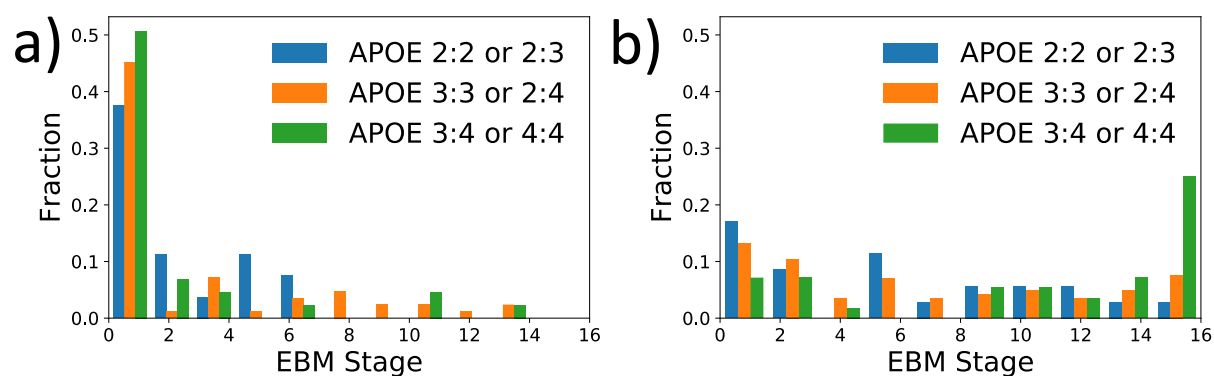 a)
APOE 2:2 or 2:3
APOE 3:3 or 2:4
APOE 3:4 or 4:4
Fraction
0.5
0.4
0.3
0.2
0.1
0.0
0 2 4 6 8 10 12 14 16
EBM Stage
b)
APOE 2:2 or 2:3
APOE 3:3 or 2:4
APOE 3:4 or 4:4
Fraction
0.5
0.4
0.3
0.2
0.1
0.0
0 2 4 6 8 10 12 14 16
EBM Stage